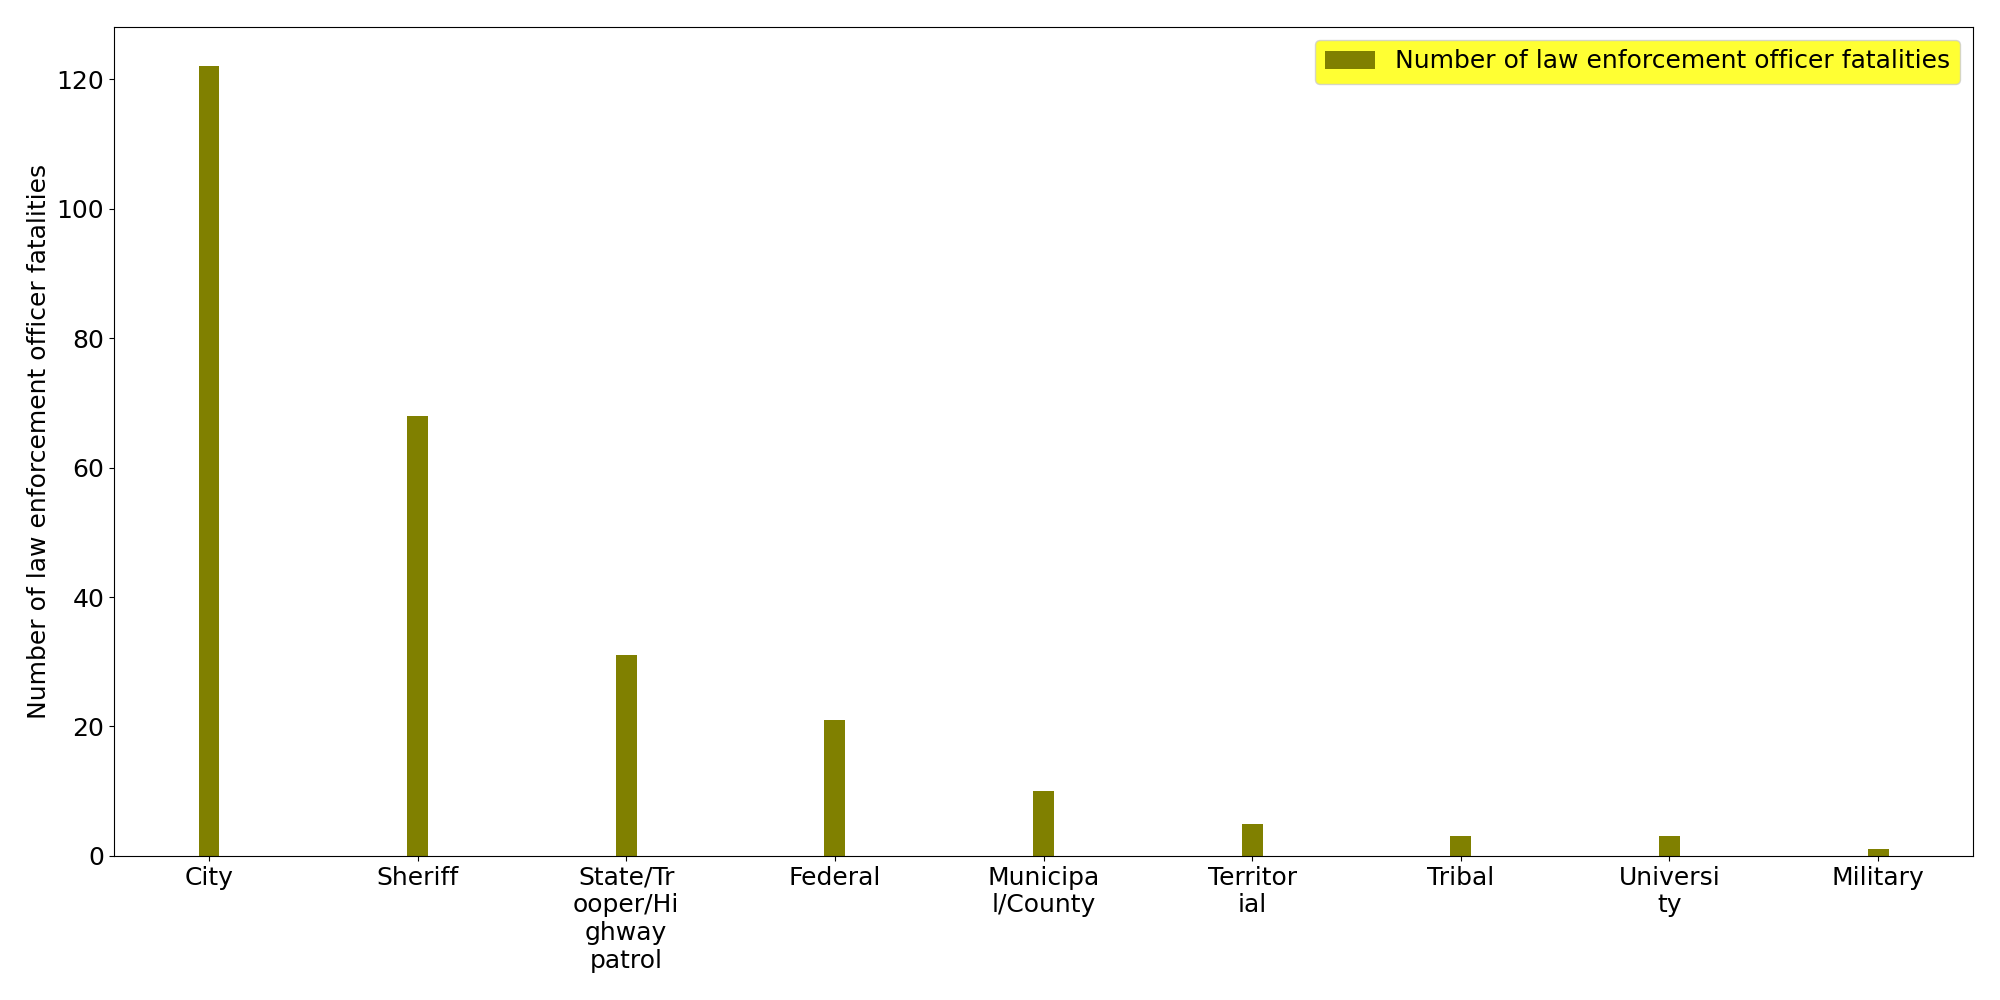 Number of law enforcement officer fatalities
Number of law enforcement officer fatalities
120
100
80
60
40
20
0
City
Sheriff
State/Tr
ooper/Hi
ghway
patrol
Federal
Municipa
l/County
Territor
ial
Tribal
Universi
ty
Military